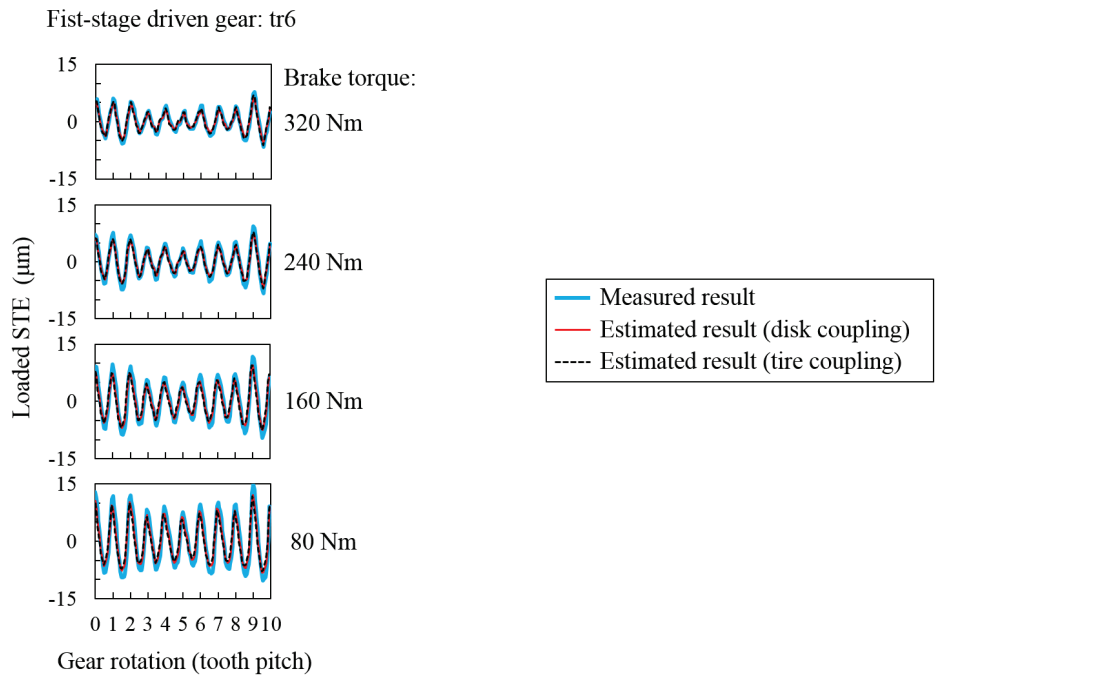 Fist-stage driven gear: tr6
Brake torque:
Loaded STE (μm)
15
0
-15
320 Nm
15
0
-15
240 Nm
15
0
-15
160 Nm
15
0
-15
80 Nm
0 1 2 3 4 5 6 7 8 9 10
Gear rotation (tooth pitch)
Measured result
Estimated result (disk coupling)
Estimated result (tire coupling)